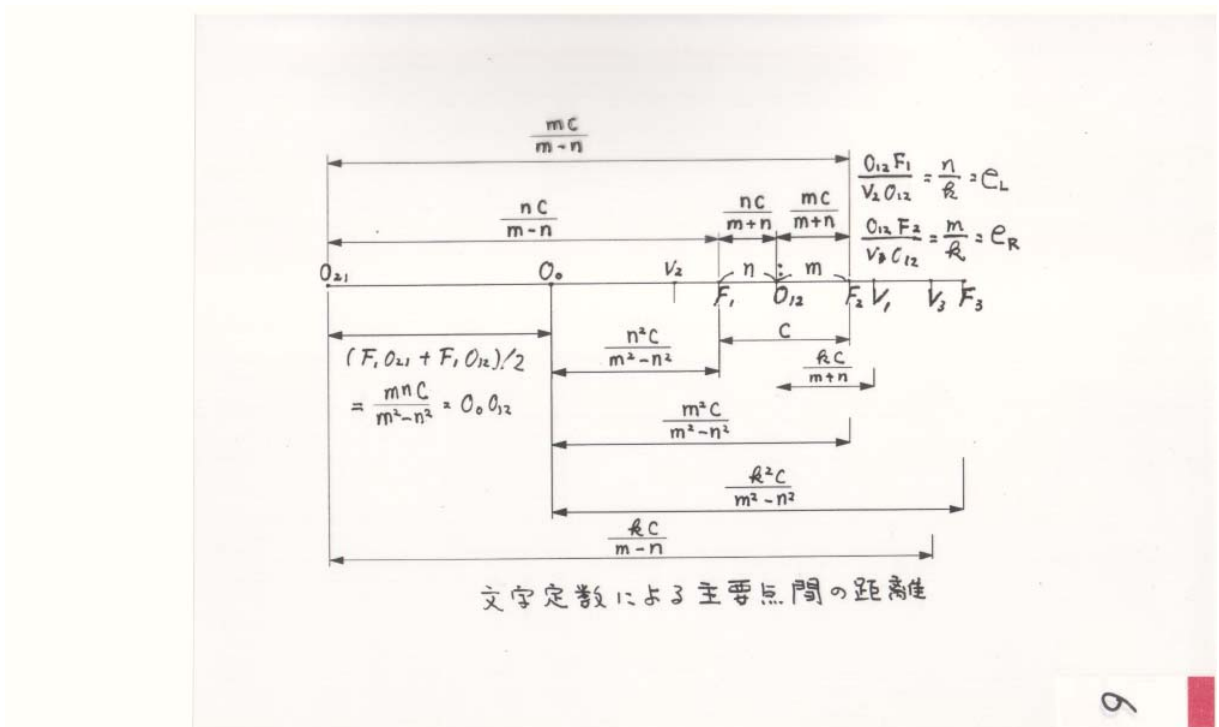 mC/(m-n)
O₁₂F₁/V₂O₁₂ = n/k = e_L
nC/(m-n) nC/(m+n) mC/(m+n)
O₁₂F₂/V₁O₁₂ = m/k = e_R
O₂₁ O₀ V₂ F₁ n O₁₂ : m F₂ V₁ V₃ F₃
(F₁O₂₁ + F₁O₁₂)/2
= mnC/(m²-n²) = O₀O₁₂
n²C/(m²-n²) C
kC/(m+n)
m²C/(m²-n²)
k²C/(m²-n²)
kC/(m-n)
文字定数による主要点間の距離
9